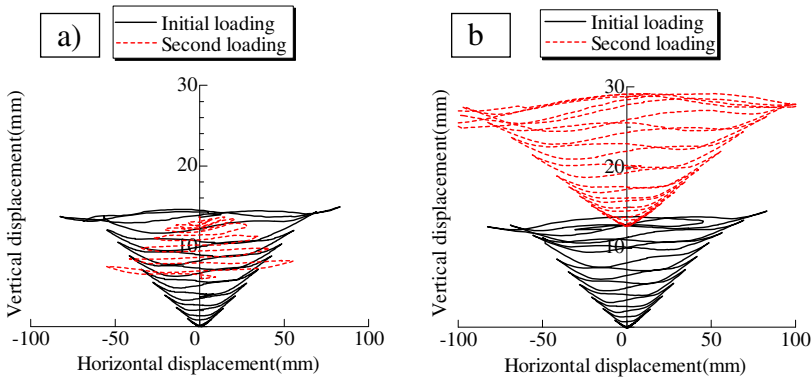 a)
Initial loading
Second loading
Vertical displacement(mm)
30
20
10
-100
-50
0
50
100
Horizontal displacement(mm)
b
Initial loading
Second loading
Vertical displacement(mm)
30
20
10
-100
-50
0
50
100
Horizontal displacement(mm)